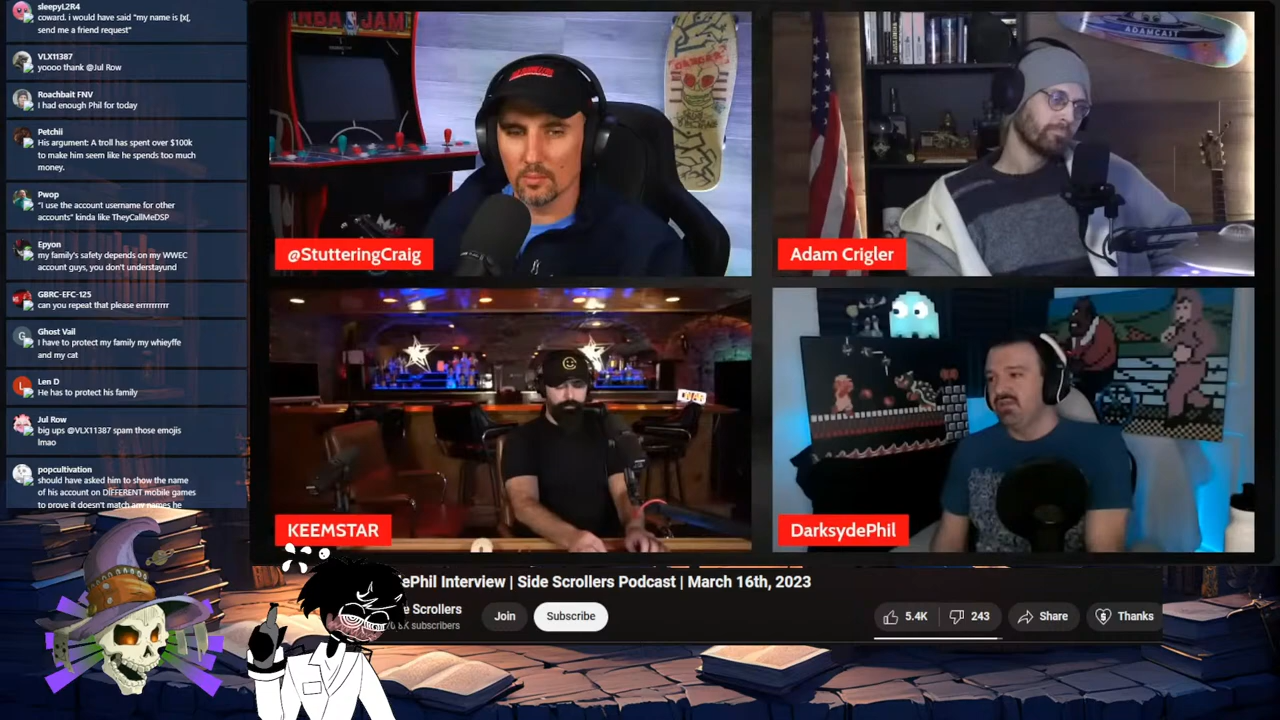 sleepyL2R4
coward. i would have said "my name is [x[,
send me a friend request"
VLX11387
yoooo thank @Jul Row
Roachbait FNV
I had enough Phil for today
Petchii
His argument: A troll has spent over $100k
to make him seem like he spends too much
money.
Pwop
"I use the account username for other
accounts" kinda like TheyCallMeDSP
Epyon
my family's safety depends on my WWEC
account guys, you don't understayund
GBRC-EFC-125
can you repeat that please errrrrrrrr
Ghost Vail
I have to protect my family my whieyffe
and my cat
Len D
He has to protect his family
Jul Row
big ups @VLX11387 spam those emojis
lmao
popcultivation
should have asked him to show the name
of his account on DIFFERENT mobile games
to prove it doesn't match any names he
NBA JAM
ADAMCAST
@StutteringCraig
Adam Crigler
KEEMSTAR
DarksydePhil
ePhil Interview | Side Scrollers Podcast | March 16th, 2023
e Scrollers
subscribers
Join
Subscribe
5.4K
243
Share
Thanks